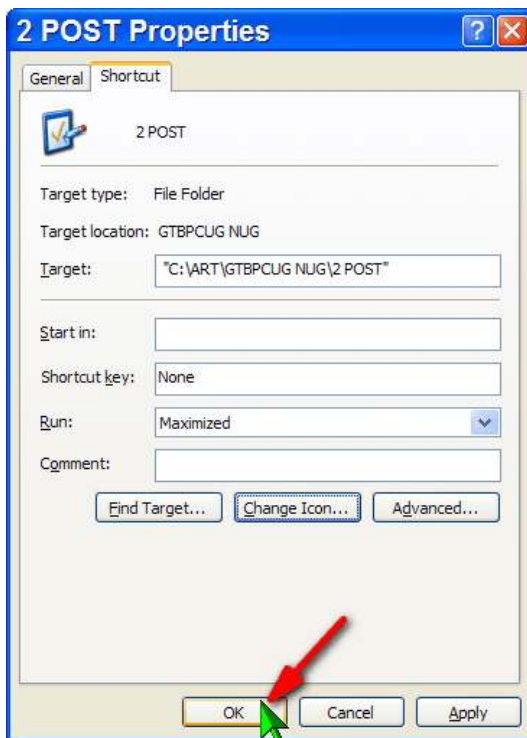 2 POST Properties ?
General Shortcut
2 POST
Target type: File Folder
Target location: GTBPCUG NUG
Target: "C:\ART\GTBPCUG NUG\2 POST"
Start in:
Shortcut key: None
Run: Maximized
Comment:
Find Target... Change Icon... Advanced...
OK Cancel Apply